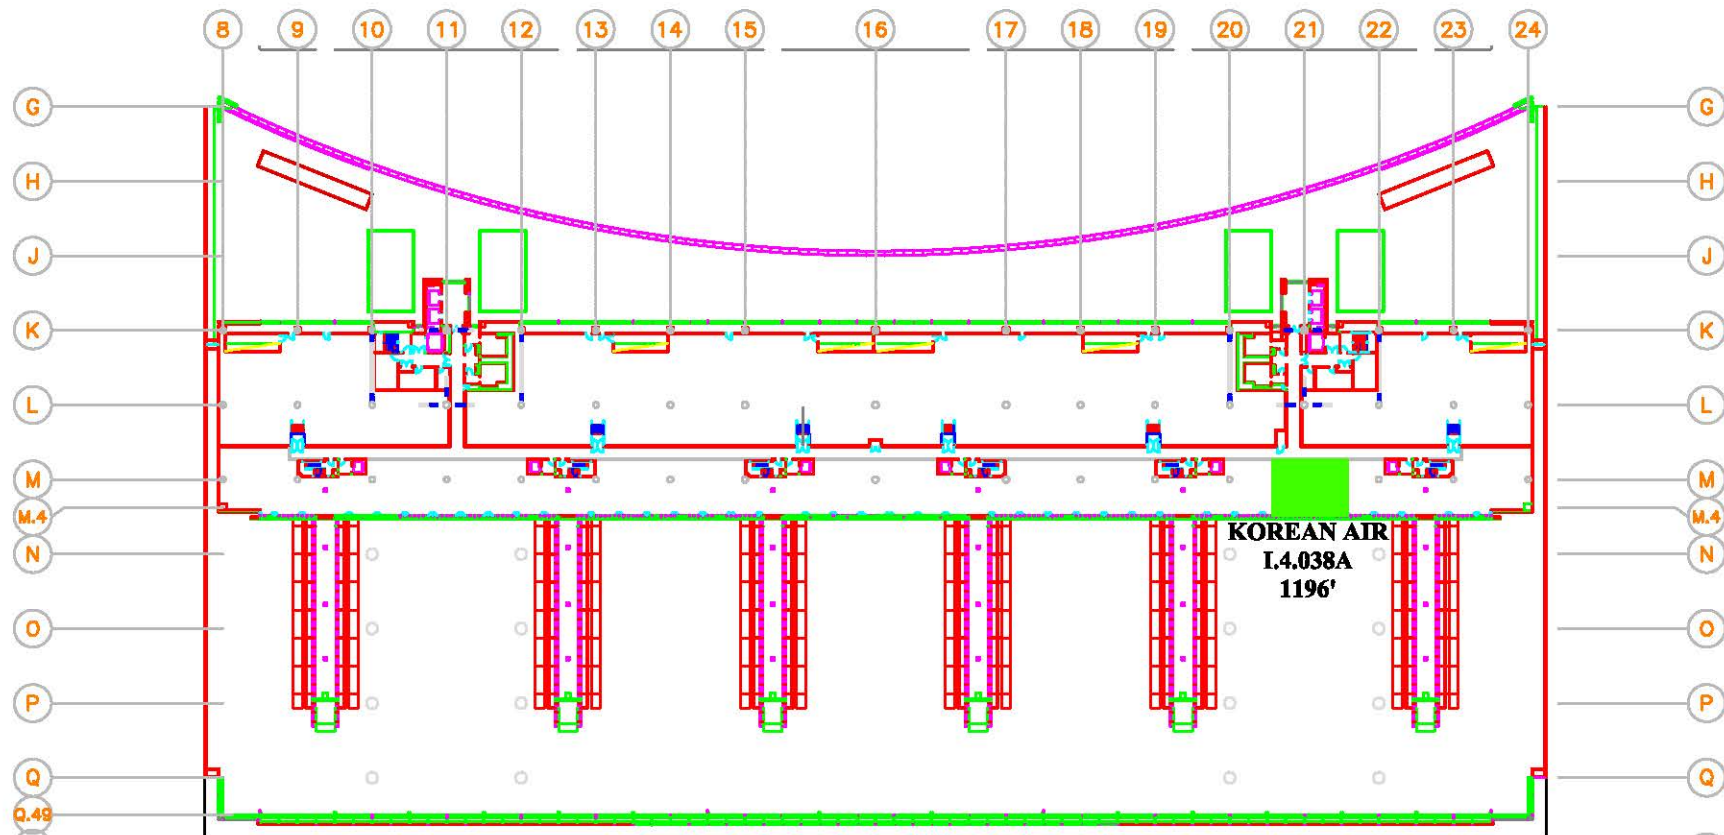 8 9 10 11 12 13 14 15 16 17 18 19 20 21 22 23 24
G G
H H
J J
K K
L L
M M
M.4 M.4
N N
KOREAN AIR
I.4.038A
1196'
O O
P P
Q Q
Q.49